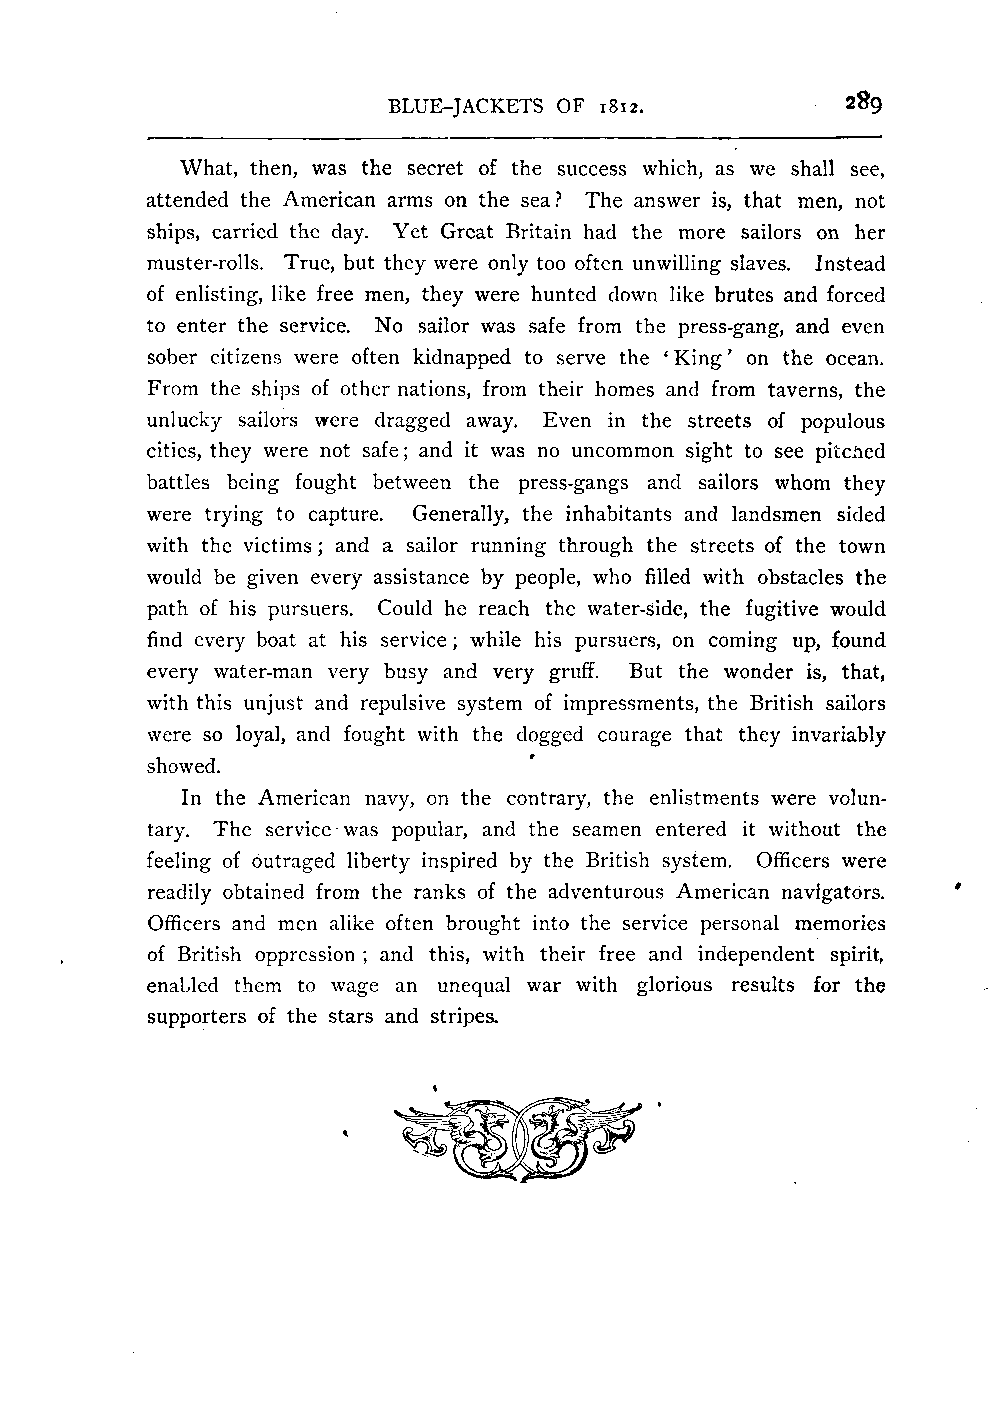 BLUE-JACKETS OF 1812. 289
What, then, was the secret of the success which, as we shall see,
attended the American arms on the sea? The answer is, that men, not
ships, carried the day. Yet Great Britain had the more sailors on her
muster-rolls. True, but they were only too often unwilling slaves. Instead
of enlisting, like free men, they were hunted down like brutes and forced
to enter the service. No sailor was safe from the press-gang, and even
sober citizens were often kidnapped to serve the ‘King’ on the ocean.
From the ships of other nations, from their homes and from taverns, the
unlucky sailors were dragged away. Even in the streets of populous
cities, they were not safe; and it was no uncommon sight to see pitched
battles being fought between the press-gangs and sailors whom they
were trying to capture. Generally, the inhabitants and landsmen sided
with the victims; and a sailor running through the streets of the town
would be given every assistance by people, who filled with obstacles the
path of his pursuers. Could he reach the water-side, the fugitive would
find every boat at his service; while his pursuers, on coming up, found
every water-man very busy and very gruff. But the wonder is, that,
with this unjust and repulsive system of impressments, the British sailors
were so loyal, and fought with the dogged courage that they invariably
showed.
In the American navy, on the contrary, the enlistments were volun-
tary. The service was popular, and the seamen entered it without the
feeling of outraged liberty inspired by the British system. Officers were
readily obtained from the ranks of the adventurous American navigators.
Officers and men alike often brought into the service personal memories
of British oppression; and this, with their free and independent spirit,
enabled them to wage an unequal war with glorious results for the
supporters of the stars and stripes.